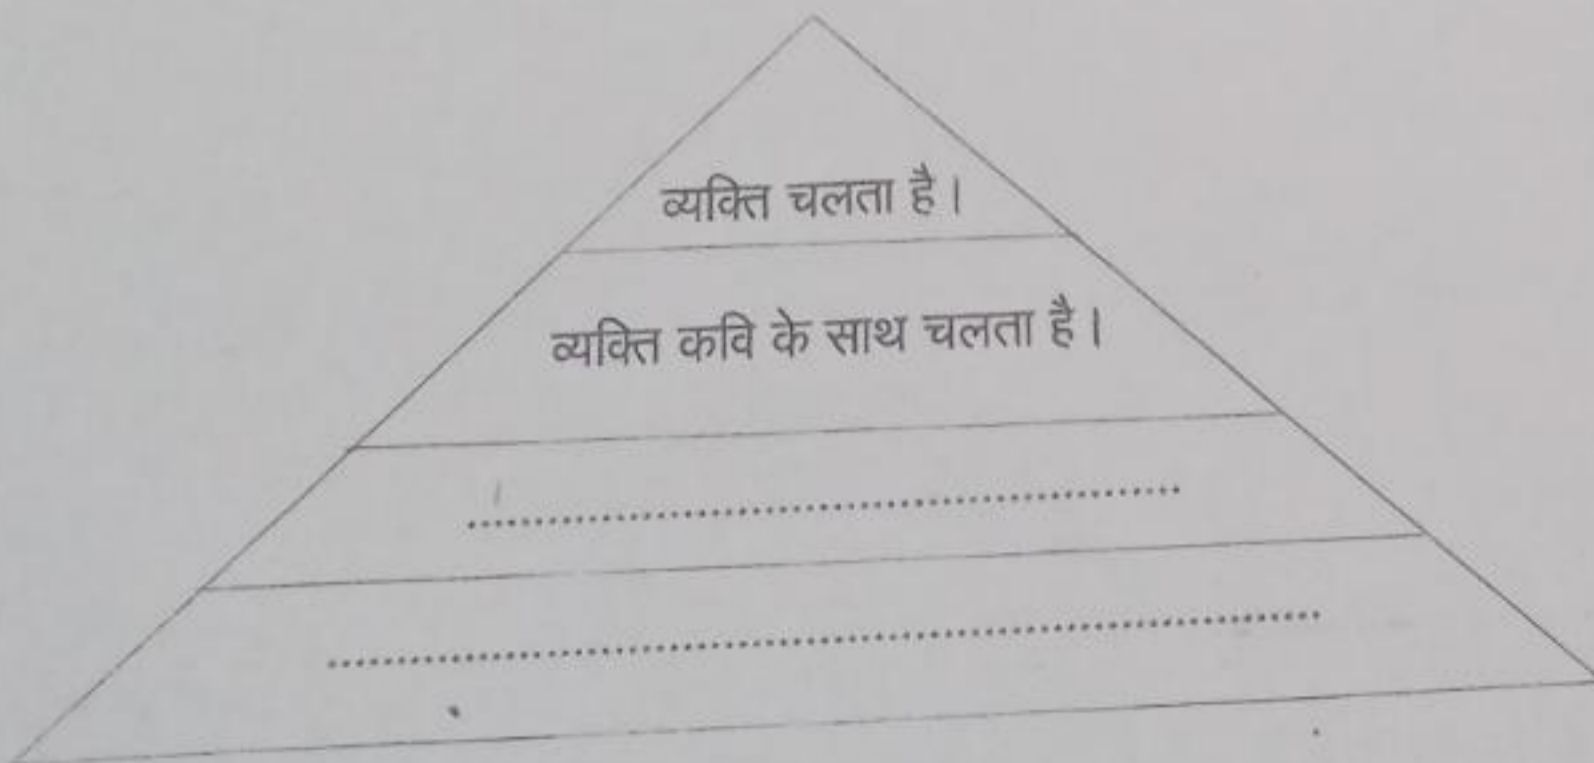 व्यक्ति चलता है।
व्यक्ति कवि के साथ चलता है।